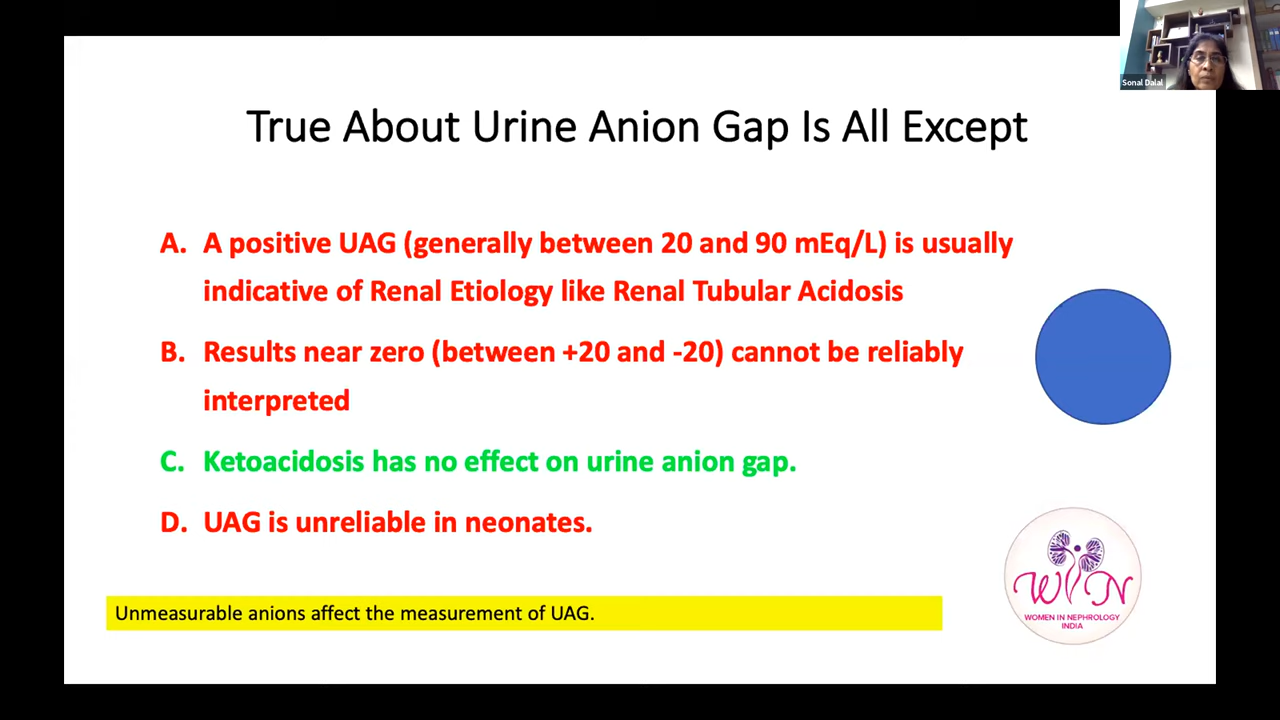 Sonal Dalal
True About Urine Anion Gap Is All Except
A. A positive UAG (generally between 20 and 90 mEq/L) is usually
indicative of Renal Etiology like Renal Tubular Acidosis
B. Results near zero (between +20 and -20) cannot be reliably
interpreted
C. Ketoacidosis has no effect on urine anion gap.
D. UAG is unreliable in neonates.
Unmeasurable anions affect the measurement of UAG.
WIN
WOMEN IN NEPHROLOGY
INDIA